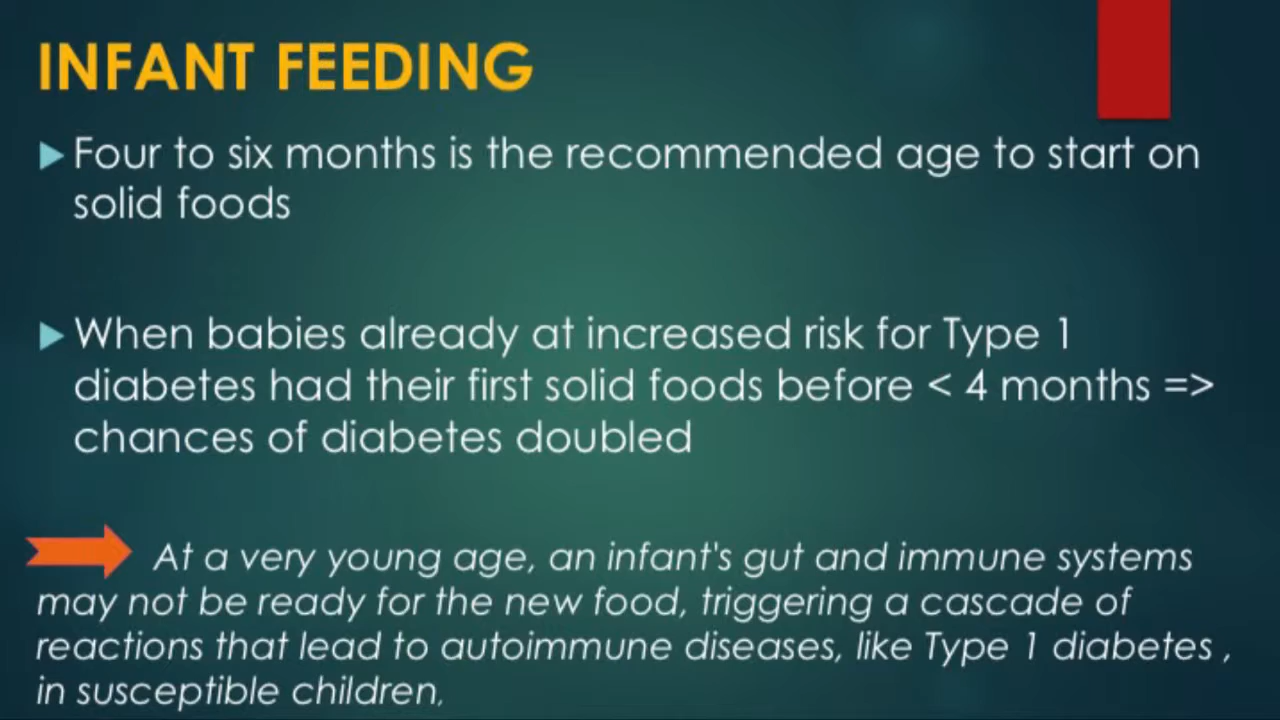 INFANT FEEDING
Four to six months is the recommended age to start on
solid foods
When babies already at increased risk for Type 1
diabetes had their first solid foods before < 4 months =>
chances of diabetes doubled
At a very young age, an infant's gut and immune systems
may not be ready for the new food, triggering a cascade of
reactions that lead to autoimmune diseases, like Type 1 diabetes ,
in susceptible children.